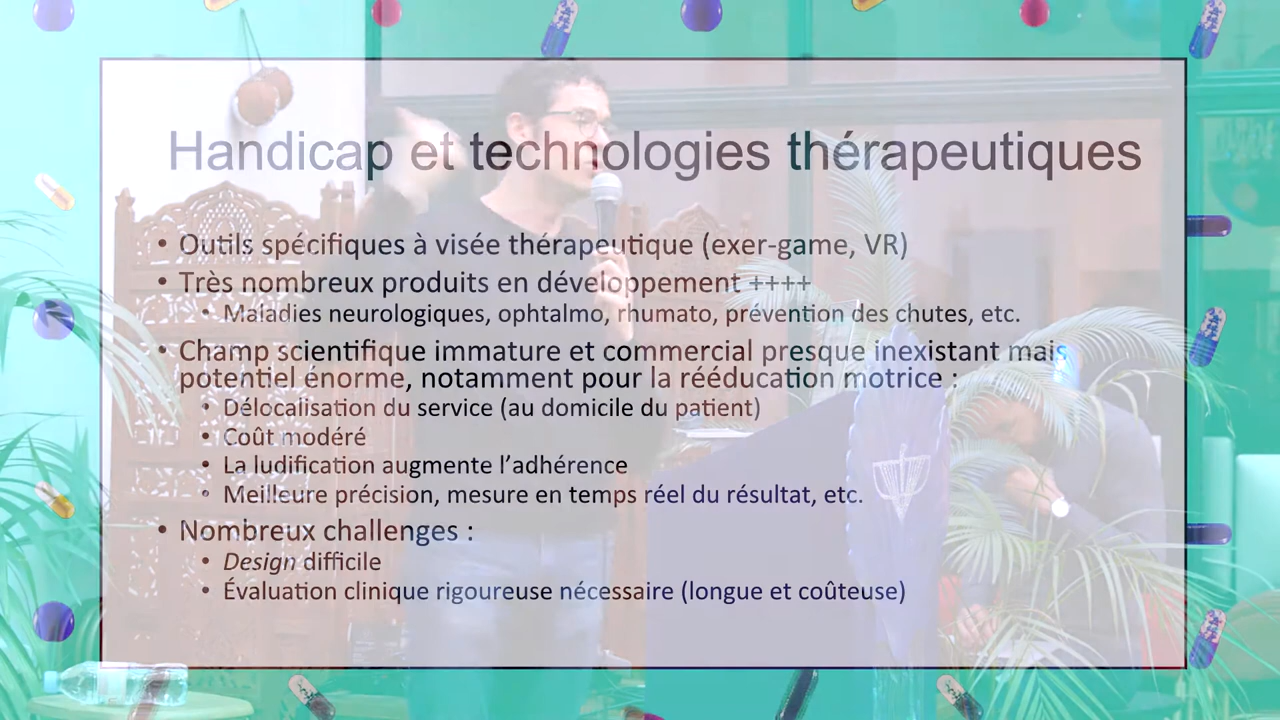 Handicap et technologies thérapeutiques
• Outils spécifiques à visée thérapeutique (exer-game, VR)
• Très nombreux produits en développement ++++
• Maladies neurologiques, ophtalmo, rhumato, prévention des chutes, etc.
• Champ scientifique immature et commercial presque inexistant mais
potentiel énorme, notamment pour la rééducation motrice :
• Délocalisation du service (au domicile du patient)
• Coût modéré
• La ludification augmente l’adhérence
• Meilleure précision, mesure en temps réel du résultat, etc.
• Nombreux challenges :
• Design difficile
• Évaluation clinique rigoureuse nécessaire (longue et coûteuse)